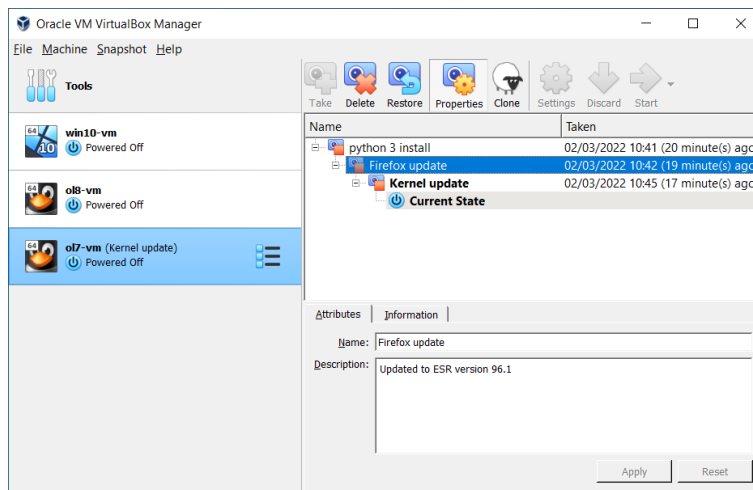 Oracle VM VirtualBox Manager
File Machine Snapshot Help
Tools
Take Delete Restore Properties Clone Settings Discard Start
Name Taken
64 win10-vm
10 Powered Off
64 ol8-vm
Powered Off
64 ol7-vm (Kernel update)
Powered Off
python 3 install 02/03/2022 10:41 (20 minute(s) ago
Firefox update 02/03/2022 10:42 (19 minute(s) ago
Kernel update 02/03/2022 10:45 (17 minute(s) ago
Current State
Attributes Information
Name: Firefox update
Description: Updated to ESR version 96.1
Apply Reset